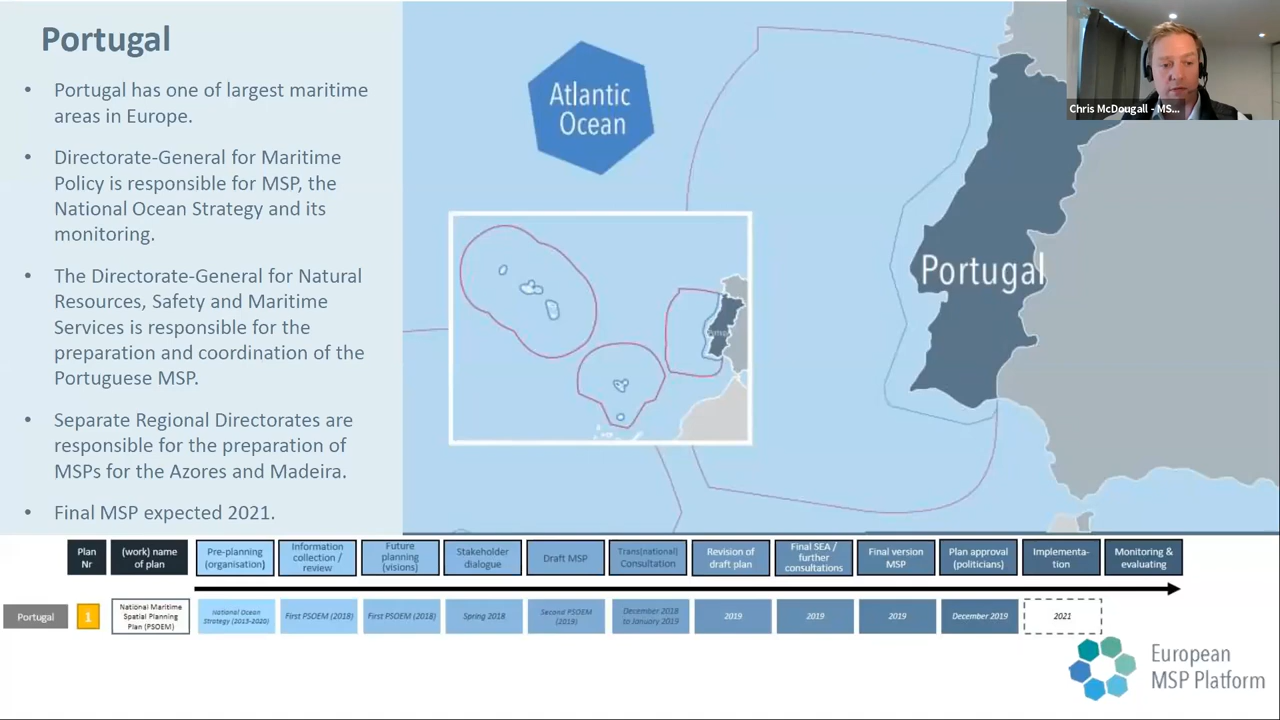 Portugal
• Portugal has one of largest maritime
areas in Europe.
• Directorate-General for Maritime
Policy is responsible for MSP, the
National Ocean Strategy and its
monitoring.
• The Directorate-General for Natural
Resources, Safety and Maritime
Services is responsible for the
preparation and coordination of the
Portuguese MSP.
• Separate Regional Directorates are
responsible for the preparation of
MSPs for the Azores and Madeira.
• Final MSP expected 2021.
Atlantic
Ocean
Portugal
Chris McDougall - MS...
Plan
Nr
(work) name
of plan
Pre-planning
(organisation)
Information
collection /
review
Future
planning
(visions)
Stakeholder
dialogue
Draft MSP
Trans(national)
Consultation
Revision of
draft plan
Final SEA /
further
consultations
Final version
MSP
Plan approval
(politicians)
Implementa-
tion
Monitoring &
evaluating
Portugal
1
National Maritime
Spatial Planning
Plan (PSOEM)
National Ocean
Strategy (2013-2020)
First PSOEM (2018)
First PSOEM (2018)
Spring 2018
Second PSOEM
(2019)
December 2018
to January 2019
2019
2019
2019
December 2019
2021
European
MSP Platform